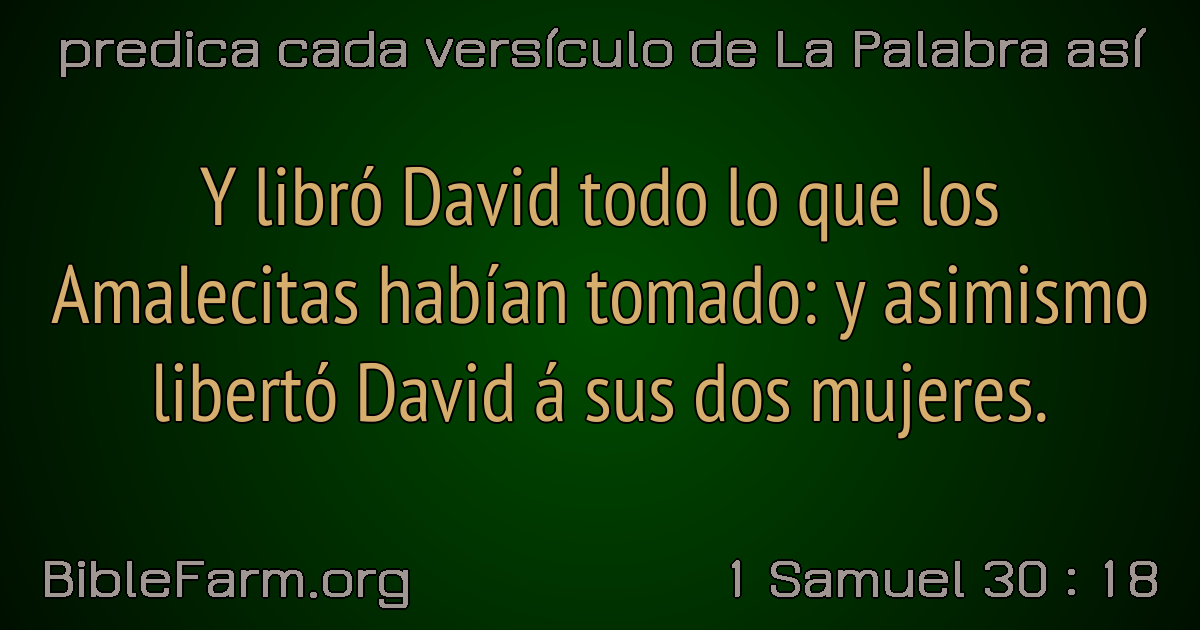 predica cada versículo de La Palabra así
Y libró David todo lo que los
Amalecitas habían tomado: y asimismo
libertó David á sus dos mujeres.
BibleFarm.org
1 Samuel 30 : 18